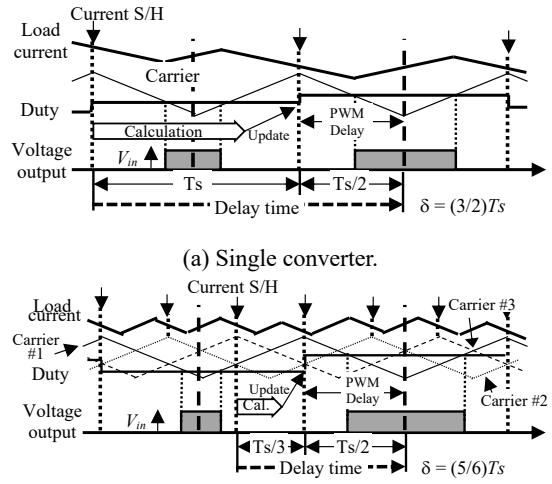 Current S/H
Load
current
Carrier
Duty
PWM
Delay
Calculation
Update
Voltage
output
Vin
Ts
Ts/2
Delay time
δ = (3/2)Ts
(a) Single converter.
Current S/H
Load
current
Carrier #3
Carrier
#1
Duty
Update
PWM
Delay
Cal.
Carrier #2
Voltage
output
Vin
Ts/3
Ts/2
Delay time
δ = (5/6)Ts